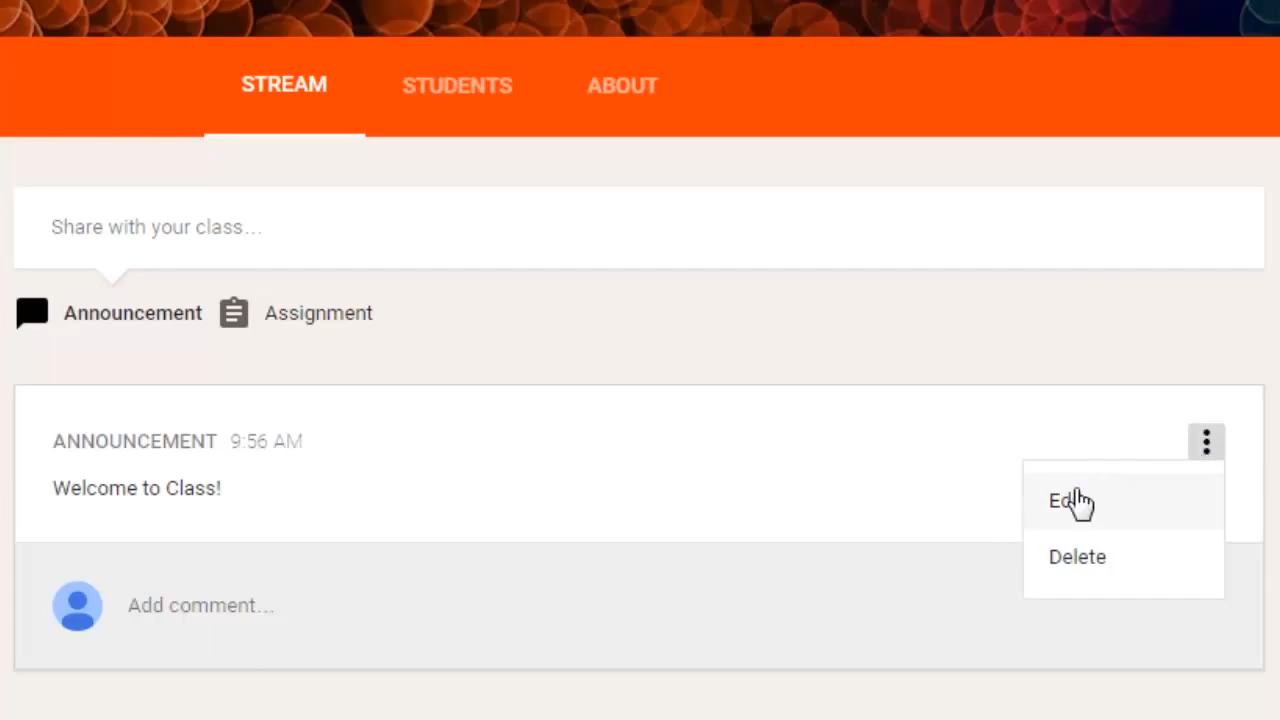 STREAM STUDENTS ABOUT
Share with your class...
Announcement Assignment
ANNOUNCEMENT 9:56 AM
Welcome to Class!
Delete
Add comment...